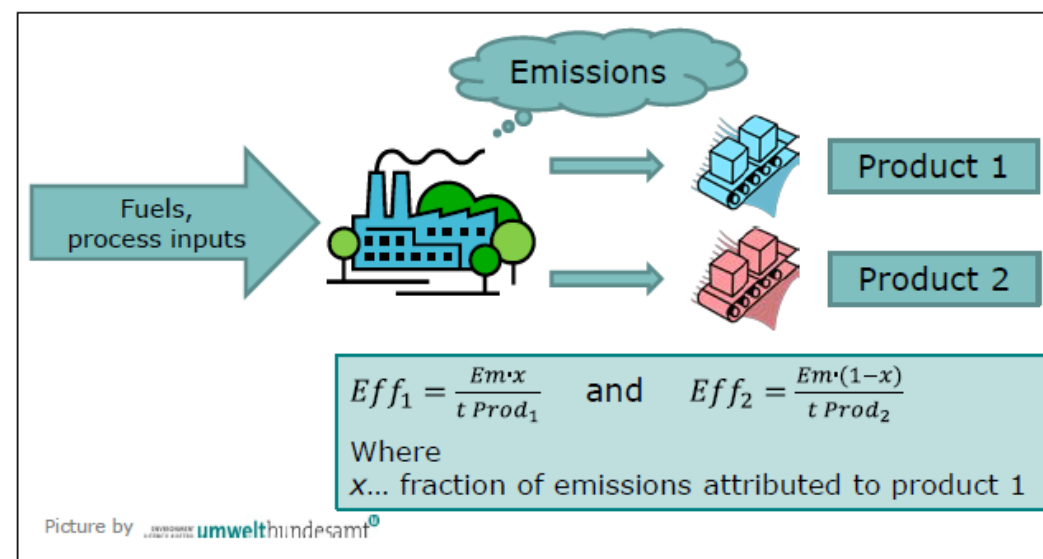 Emissions
Fuels,
process inputs
Product 1
Product 2
Eff₁ = Em·x / t Prod₁ and Eff₂ = Em·(1−x) / t Prod₂
Where
x... fraction of emissions attributed to product 1
Picture by umweltbundesamt